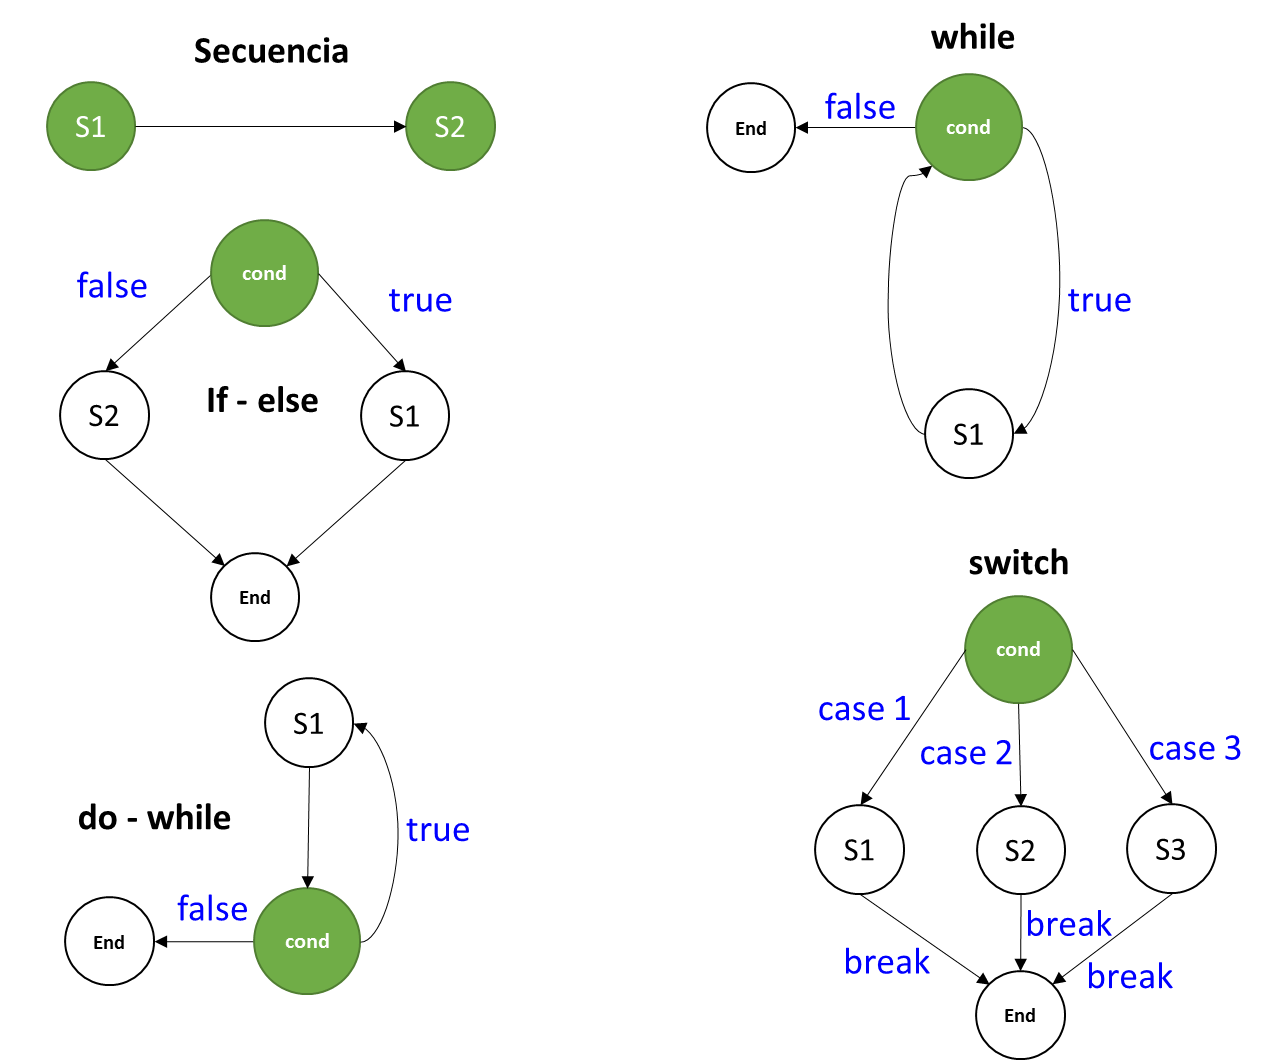 Secuencia
S1
S2
cond
false
true
S2
If - else
S1
End
S1
do - while
true
false
End
cond
while
End
false
cond
true
S1
switch
cond
case 1
case 2
case 3
S1
S2
S3
break
break
break
End